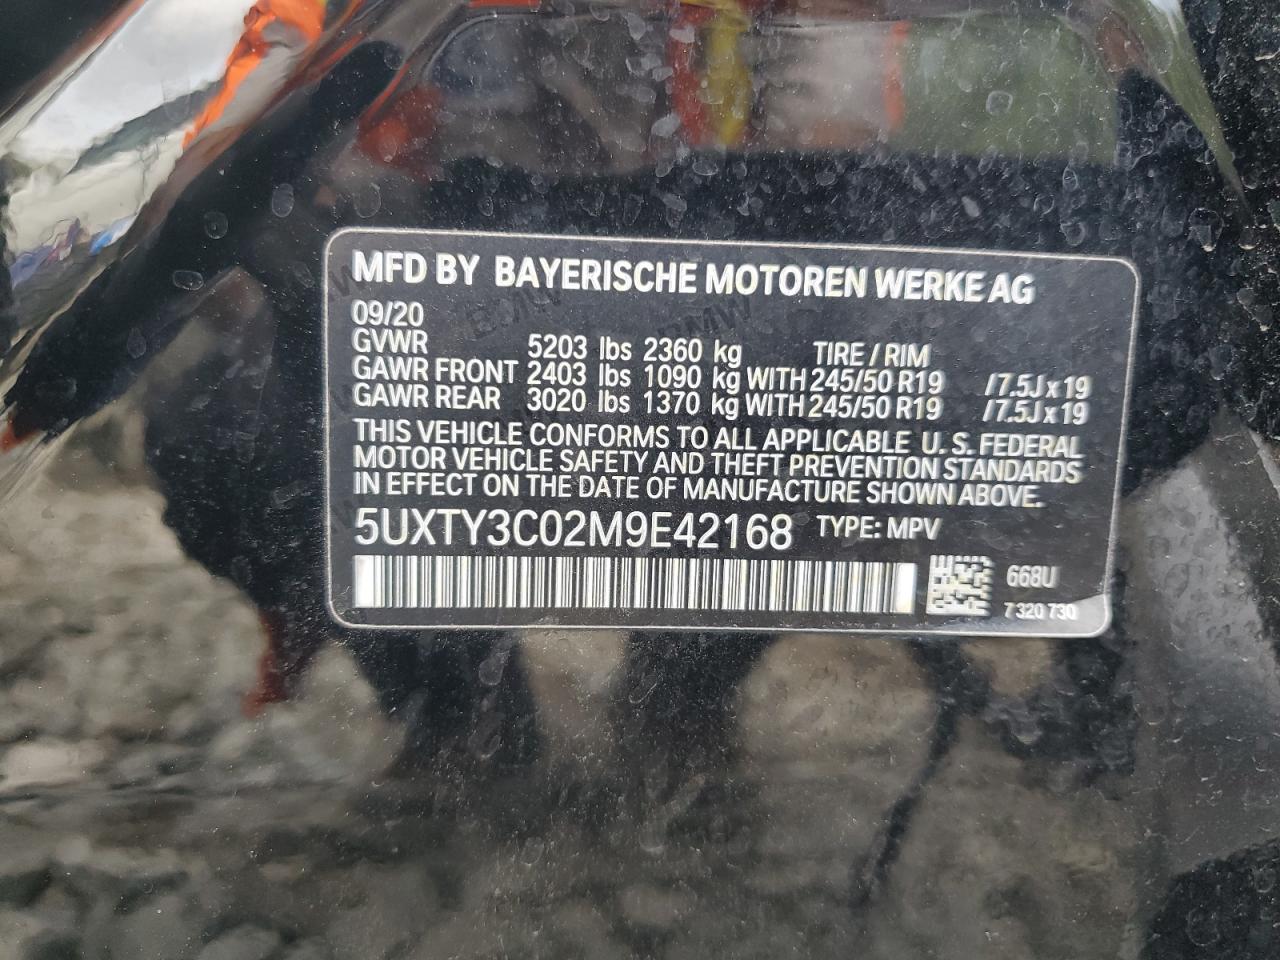 MFD BY BAYERISCHE MOTOREN WERKE AG
09/20
GVWR 5203 lbs 2360 kg TIRE / RIM
GAWR FRONT 2403 lbs 1090 kg WITH 245/50 R19 /7.5J x 19
GAWR REAR 3020 lbs 1370 kg WITH 245/50 R19 /7.5J x 19
THIS VEHICLE CONFORMS TO ALL APPLICABLE U. S. FEDERAL
MOTOR VEHICLE SAFETY AND THEFT PREVENTION STANDARDS
IN EFFECT ON THE DATE OF MANUFACTURE SHOWN ABOVE.
5UXTY3C02M9E42168 TYPE: MPV
668U
7 320 730